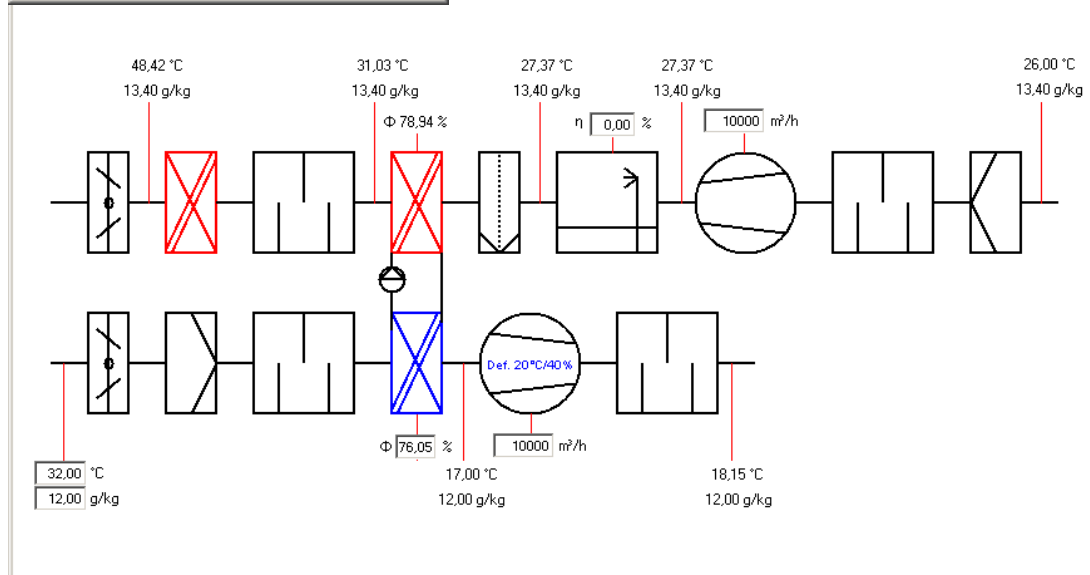 48,42 °C 31,03 °C 27,37 °C 27,37 °C 26,00 °C
13,40 g/kg 13,40 g/kg 13,40 g/kg 13,40 g/kg 13,40 g/kg
Φ 78,94 % η 0,00 % 10000 m³/h
Def. 20°C/40%
Φ 76,05 % 10000 m³/h
32,00 °C 17,00 °C 18,15 °C
12,00 g/kg 12,00 g/kg 12,00 g/kg